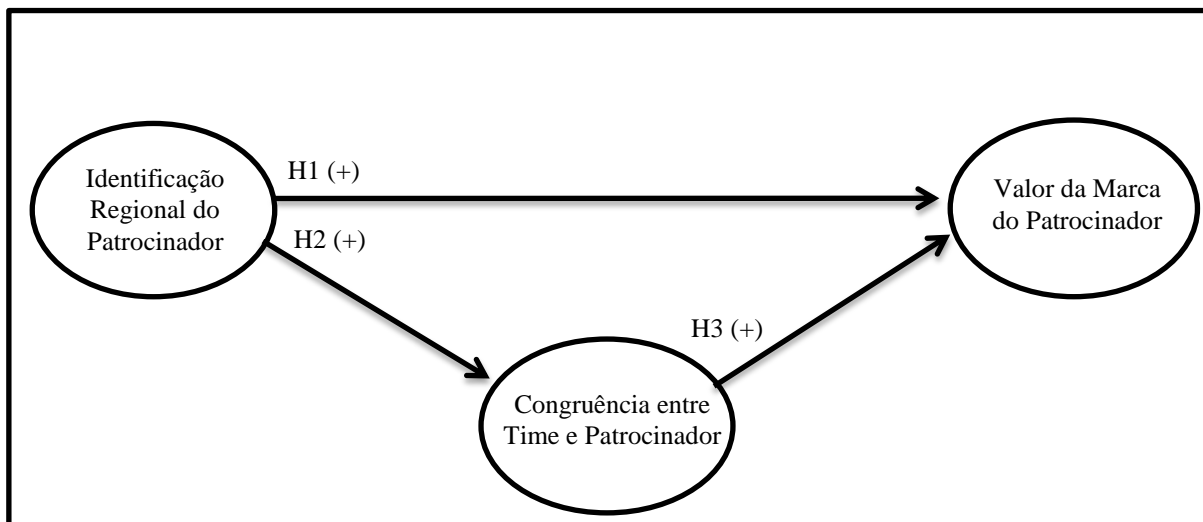 Identificação
Regional do
Patrocinador
H1 (+)
H2 (+)
Valor da Marca
do Patrocinador
H3 (+)
Congruência entre
Time e Patrocinador